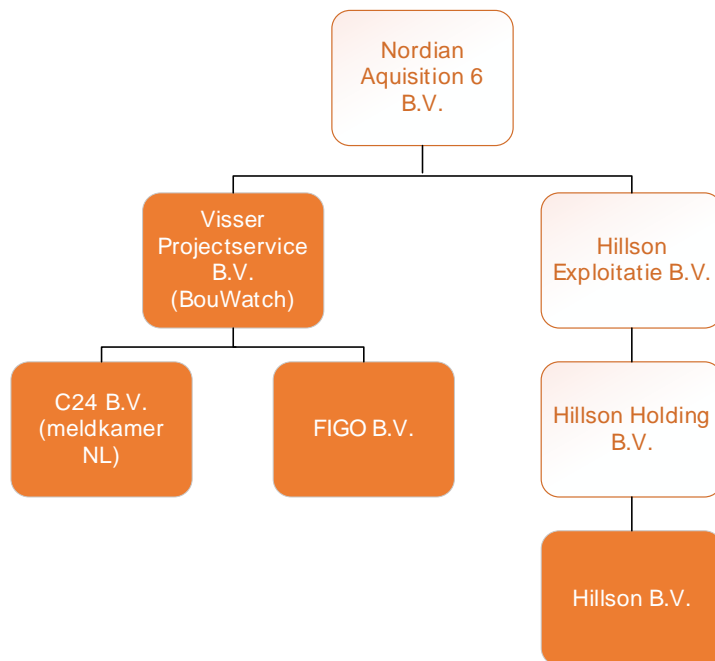 Nordian
Aquisition 6
B.V.
Visser
Projectservice
B.V.
(BouWatch)
Hillson
Exploitatie B.V.
C24 B.V.
(meldkamer
NL)
FIGO B.V.
Hillson Holding
B.V.
Hillson B.V.